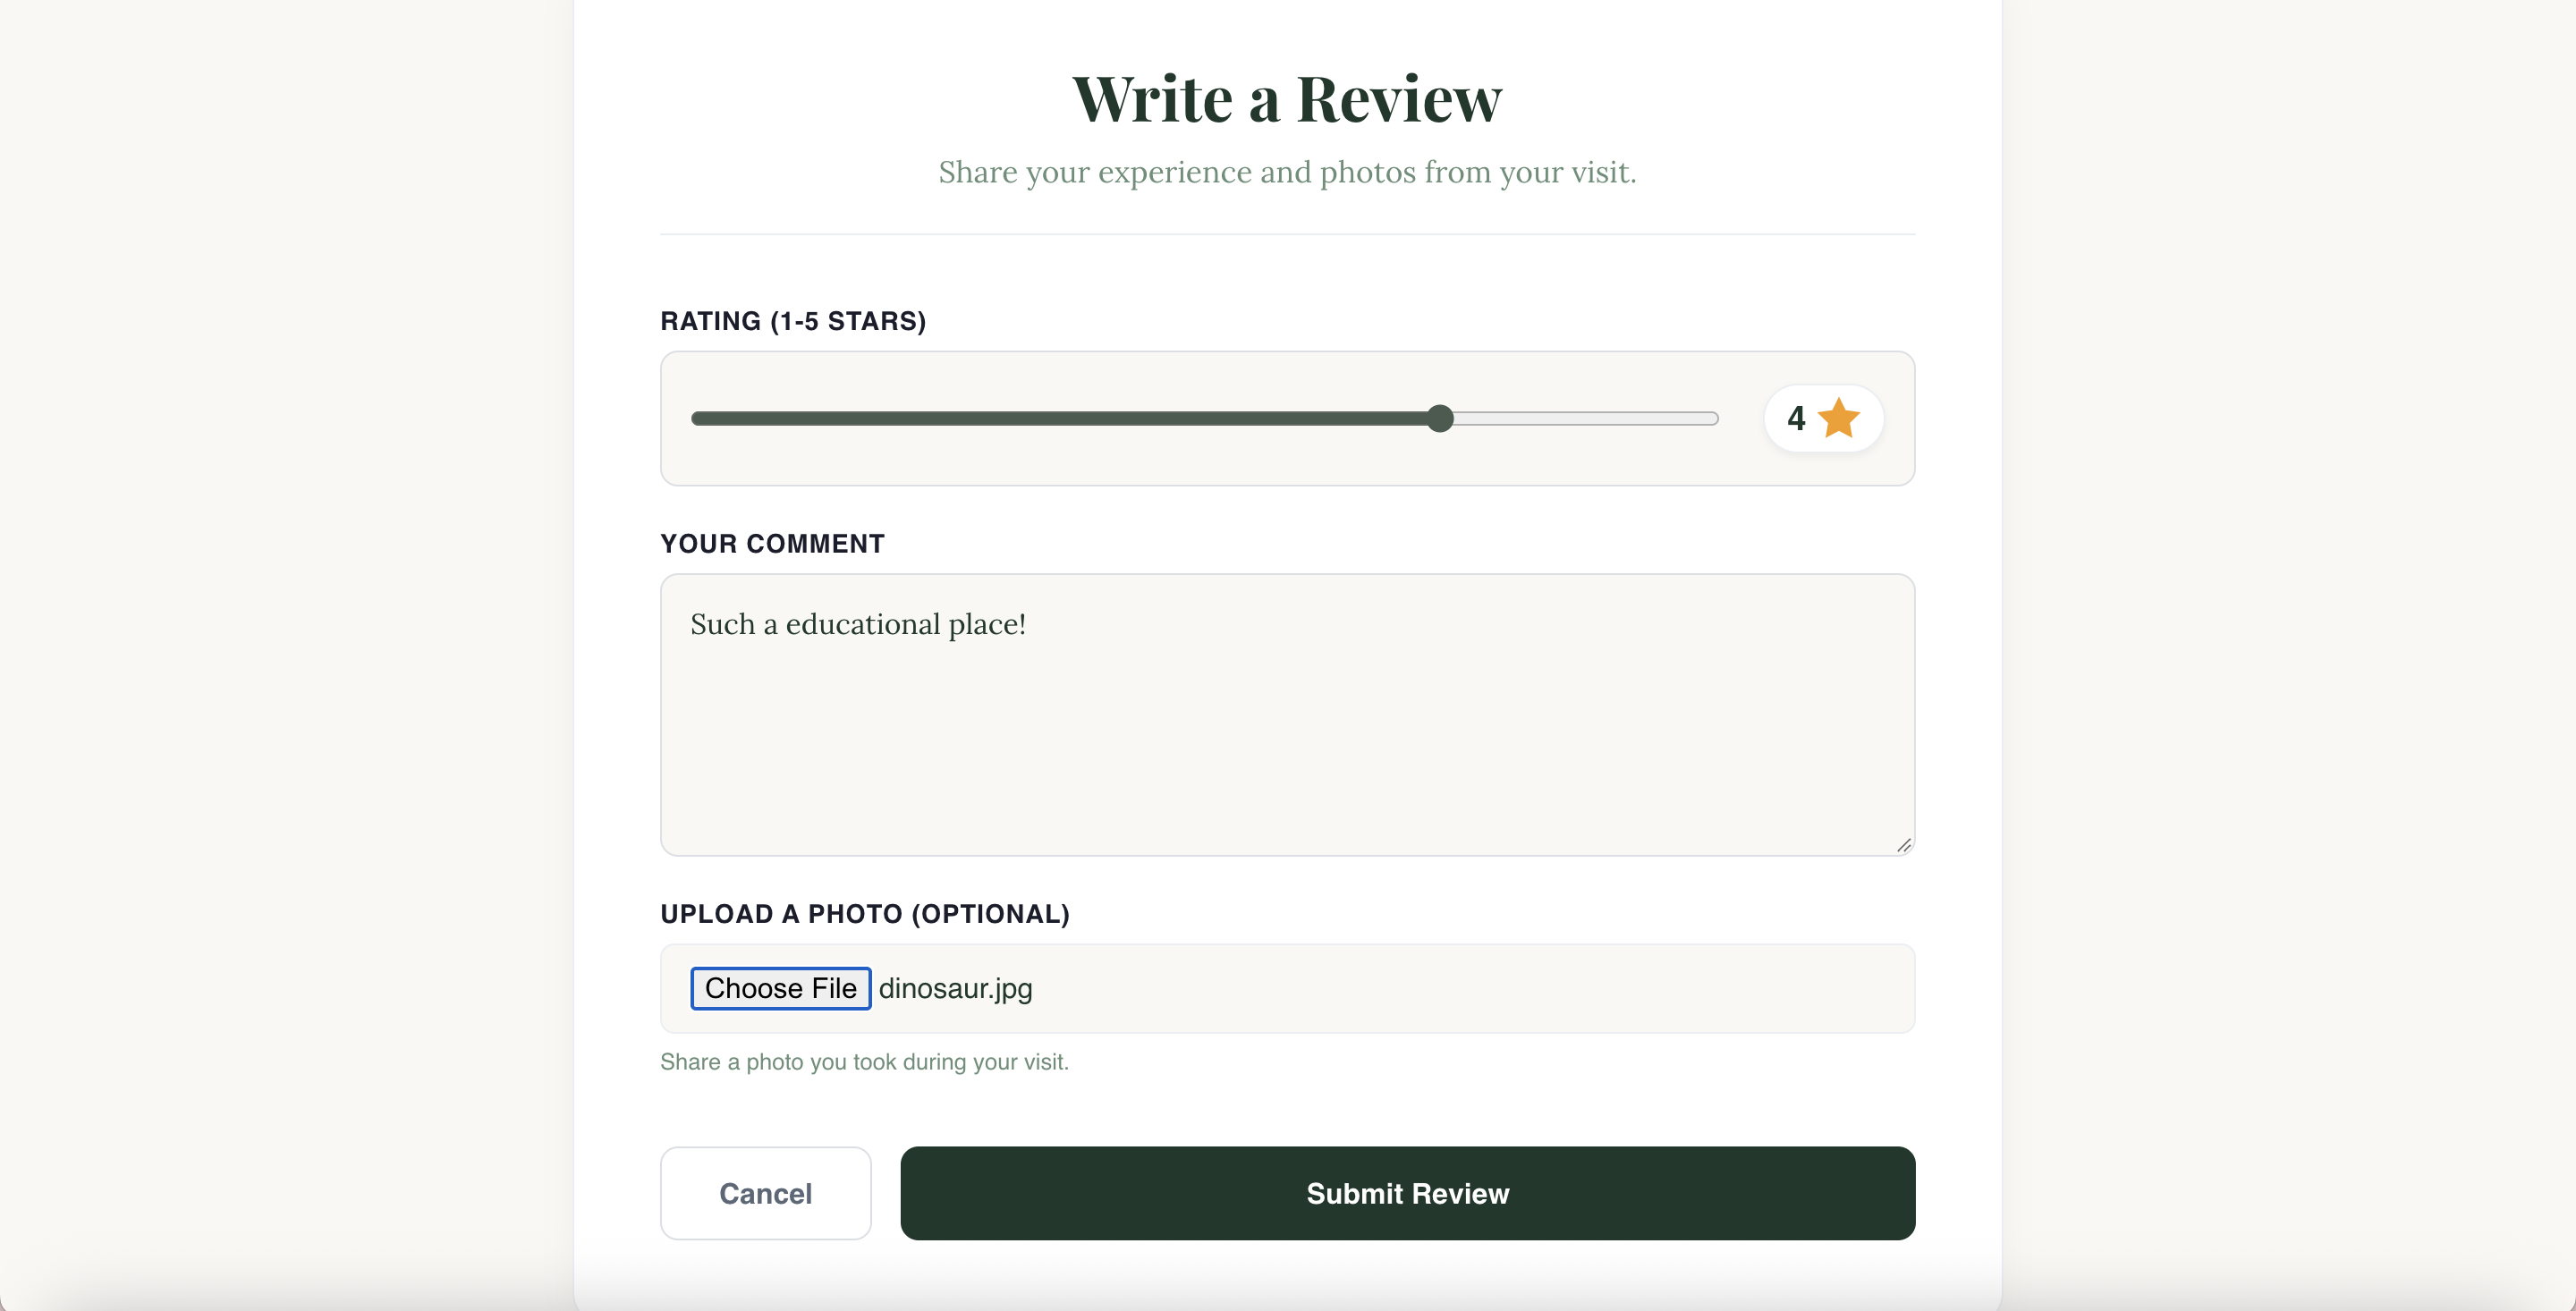 Write a Review
Share your experience and photos from your visit.
RATING (1-5 STARS)
4
YOUR COMMENT
Such a educational place!
UPLOAD A PHOTO (OPTIONAL)
Choose File dinosaur.jpg
Share a photo you took during your visit.
Cancel Submit Review